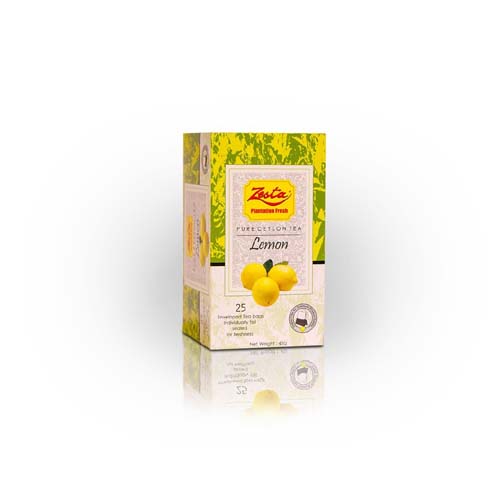 Zesta
Plantation Fresh
PURE CEYLON TEA
Lemon
25
Enveloped Tea bags
Individually foil
sealed
for freshness
Net Weight :